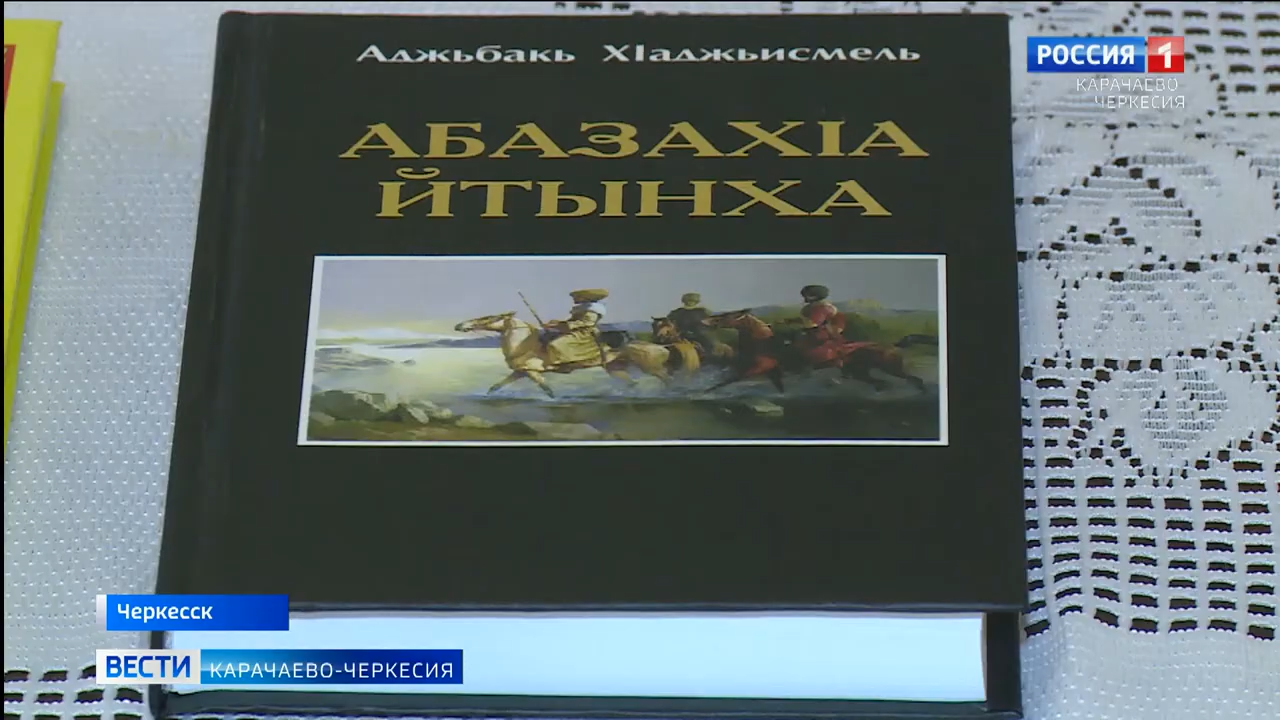 Аджьбакь ХӀаджьисмель
АБАЗАХӀА
ЙТЫНХА
РОССИЯ 1
КАРАЧАЕВО
ЧЕРКЕСИЯ
Черкесск
ВЕСТИ КАРАЧАЕВО-ЧЕРКЕСИЯ